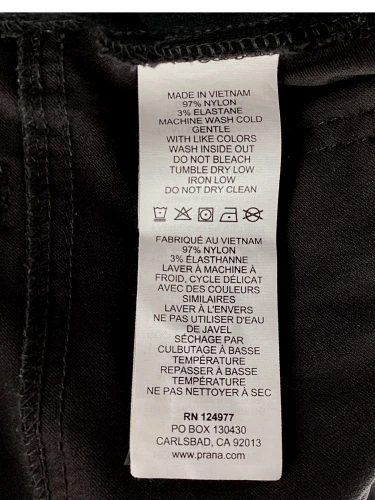 MADE IN VIETNAM
97% NYLON
3% ELASTANE
MACHINE WASH COLD
GENTLE
WITH LIKE COLORS
WASH INSIDE OUT
DO NOT BLEACH
TUMBLE DRY LOW
IRON LOW
DO NOT DRY CLEAN
FABRIQUÉ AU VIETNAM
97% NYLON
3% ÉLASTHANNE
LAVER À MACHINE À
FROID, CYCLE DÉLICAT
AVEC DES COULEURS
SIMILAIRES
LAVER À L'ENVERS
NE PAS UTILISER D'EAU
DE JAVEL
SÉCHAGE PAR
CULBUTAGE À BASSE
TEMPÉRATURE
REPASSER À BASSE
TEMPÉRATURE
NE PAS NETTOYER À SEC
RN 124977
PO BOX 130430
CARLSBAD, CA 92013
www.prana.com